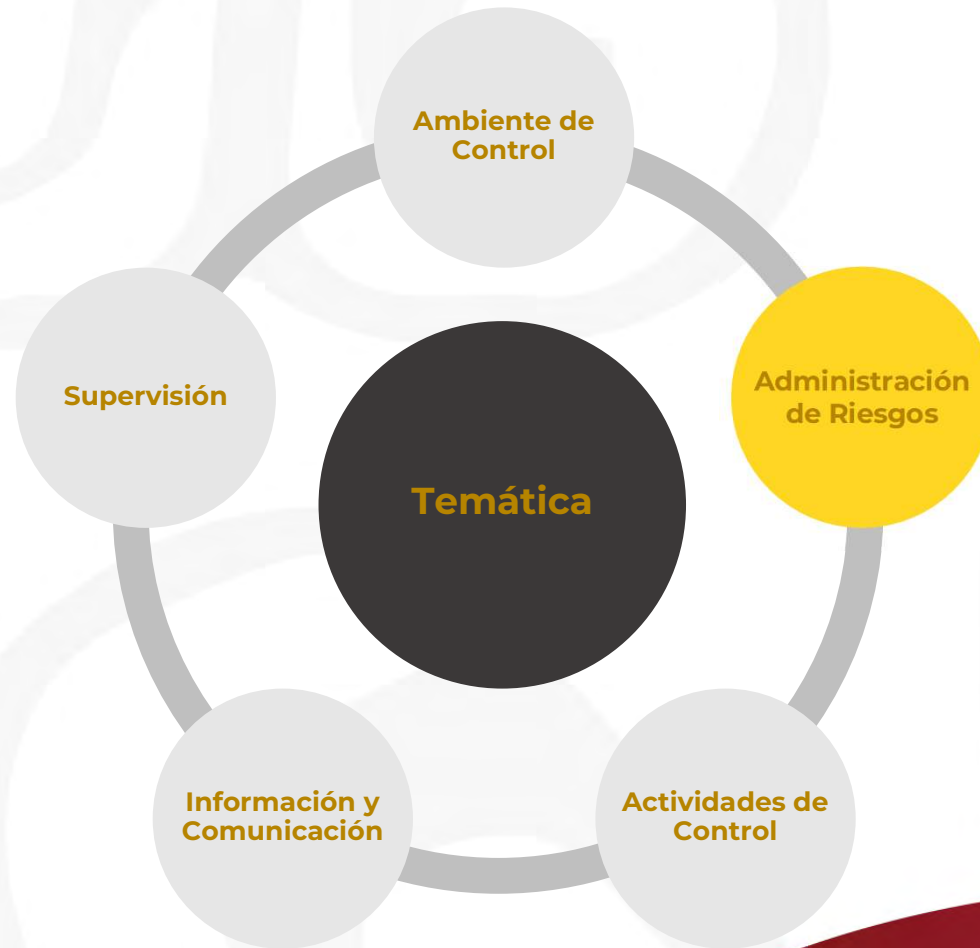 Ambiente de
Control
Administración
de Riesgos
Supervisión
Temática
Información y
Comunicación
Actividades de
Control